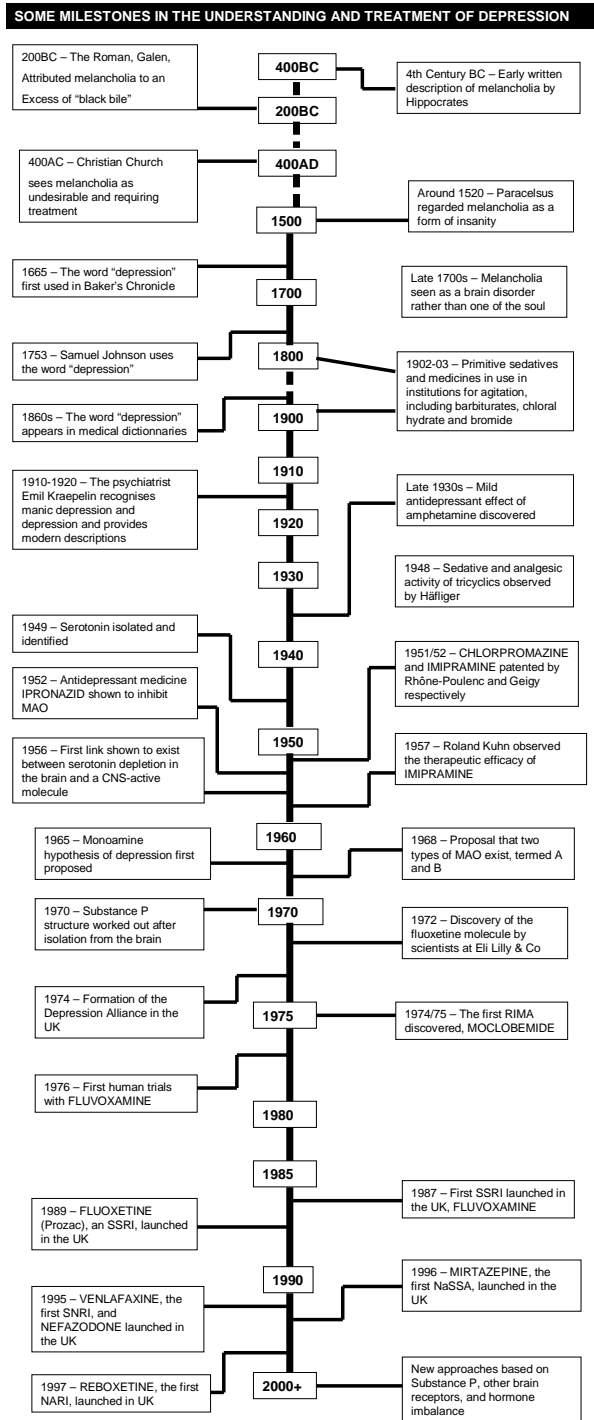 SOME MILESTONES IN THE UNDERSTANDING AND TREATMENT OF DEPRESSION
200BC – The Roman, Galen,
Attributed melancholia to an
Excess of “black bile”
400BC
4th Century BC – Early written
description of melancholia by
Hippocrates
200BC
400AC – Christian Church
sees melancholia as
undesirable and requiring
treatment
400AD
Around 1520 – Paracelsus
regarded melancholia as a
form of insanity
1500
1665 – The word “depression”
first used in Baker’s Chronicle
1700
Late 1700s – Melancholia
seen as a brain disorder
rather than one of the soul
1753 – Samuel Johnson uses
the word “depression”
1800
1902-03 – Primitive sedatives
and medicines in use in
institutions for agitation,
including barbiturates, chloral
hydrate and bromide
1860s – The word “depression”
appears in medical dictionnaries
1900
1910-1920 – The psychiatrist
Emil Kraepelin recognises
manic depression and
depression and provides
modern descriptions
1910
1920
Late 1930s – Mild
antidepressant effect of
amphetamine discovered
1930
1948 – Sedative and analgesic
activity of tricyclics observed
by Häfliger
1949 – Serotonin isolated and
identified
1940
1951/52 – CHLORPROMAZINE
and IMIPRAMINE patented by
Rhône-Poulenc and Geigy
respectively
1952 – Antidepressant medicine
IPRONAZID shown to inhibit
MAO
1950
1956 – First link shown to exist
between serotonin depletion in
the brain and a CNS-active
molecule
1957 – Roland Kuhn observed
the therapeutic efficacy of
IMIPRAMINE
1960
1965 – Monoamine
hypothesis of depression first
proposed
1968 – Proposal that two
types of MAO exist, termed A
and B
1970 – Substance P
structure worked out after
isolation from the brain
1970
1972 – Discovery of the
fluoxetine molecule by
scientists at Eli Lilly & Co
1974 – Formation of the
Depression Alliance in the
UK
1975
1974/75 – The first RIMA
discovered, MOCLOBEMIDE
1976 – First human trials
with FLUVOXAMINE
1980
1985
1987 – First SSRI launched in
the UK, FLUVOXAMINE
1989 – FLUOXETINE
(Prozac), an SSRI, launched
in the UK
1990
1996 – MIRTAZEPINE, the
first NaSSA, launched in the
UK
1995 – VENLAFAXINE, the
first SNRI, and
NEFAZODONE launched in
the UK
1997 – REBOXETINE, the first
NARI, launched in UK
2000+
New approaches based on
Substance P, other brain
receptors, and hormone
imbalance